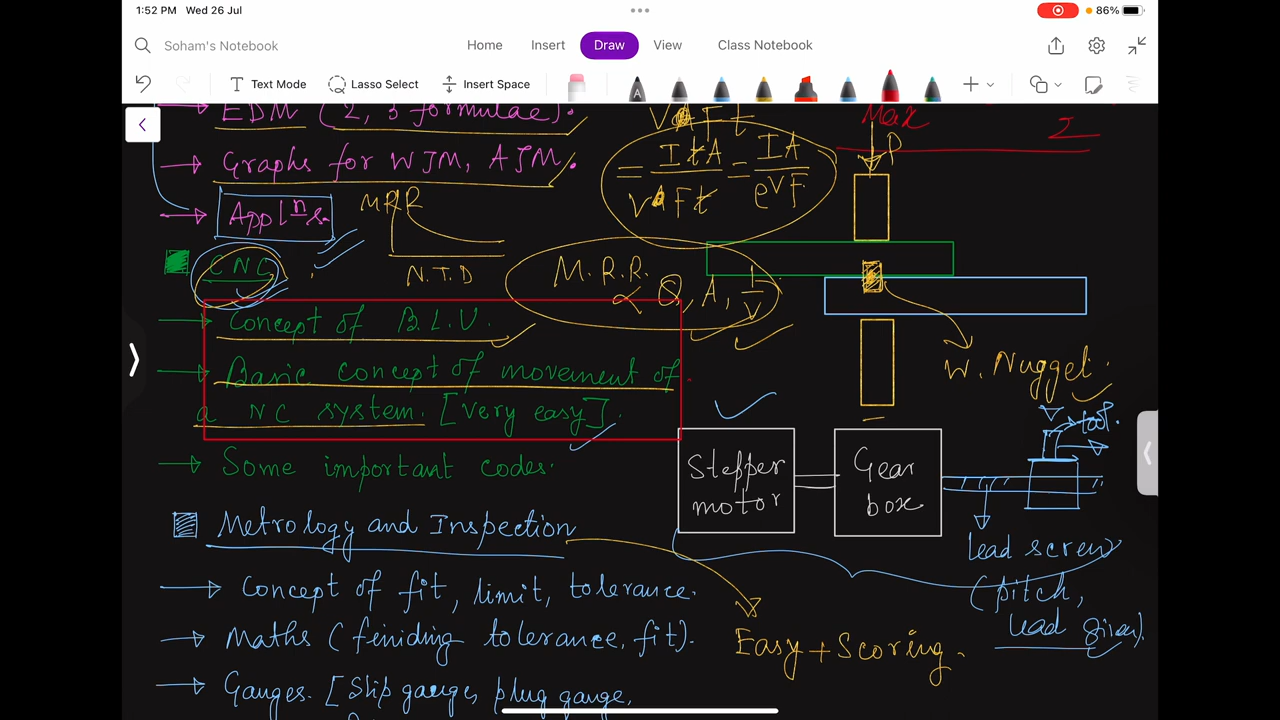 1:52 PM Wed 26 Jul
86%
Soham's Notebook
Home Insert Draw View Class Notebook
Text Mode Lasso Select Insert Space
A
→ EDM (2, 3 formulae).
→ Graphs for WJM, AJM.
→ Appl^ns.
MRR
N.T.D
= ItA / VAFt = IA / eVF
M.R.R. ∝ Q, A, 1/V
Max
P
W. Nugget.
CNC
→ Concept of B.L.U.
→ Basic concept of movement of
a NC system. [very easy].
→ Some important codes.
Stepper motor
Gear box
tool.
lead screw
(pitch,
lead given).
Metrology and Inspection
→ Concept of fit, limit, tolerance.
→ Maths (finiding tolerance, fit).
Easy + Scoring.
→ Gauges. [Slip gauge, plug gauge,